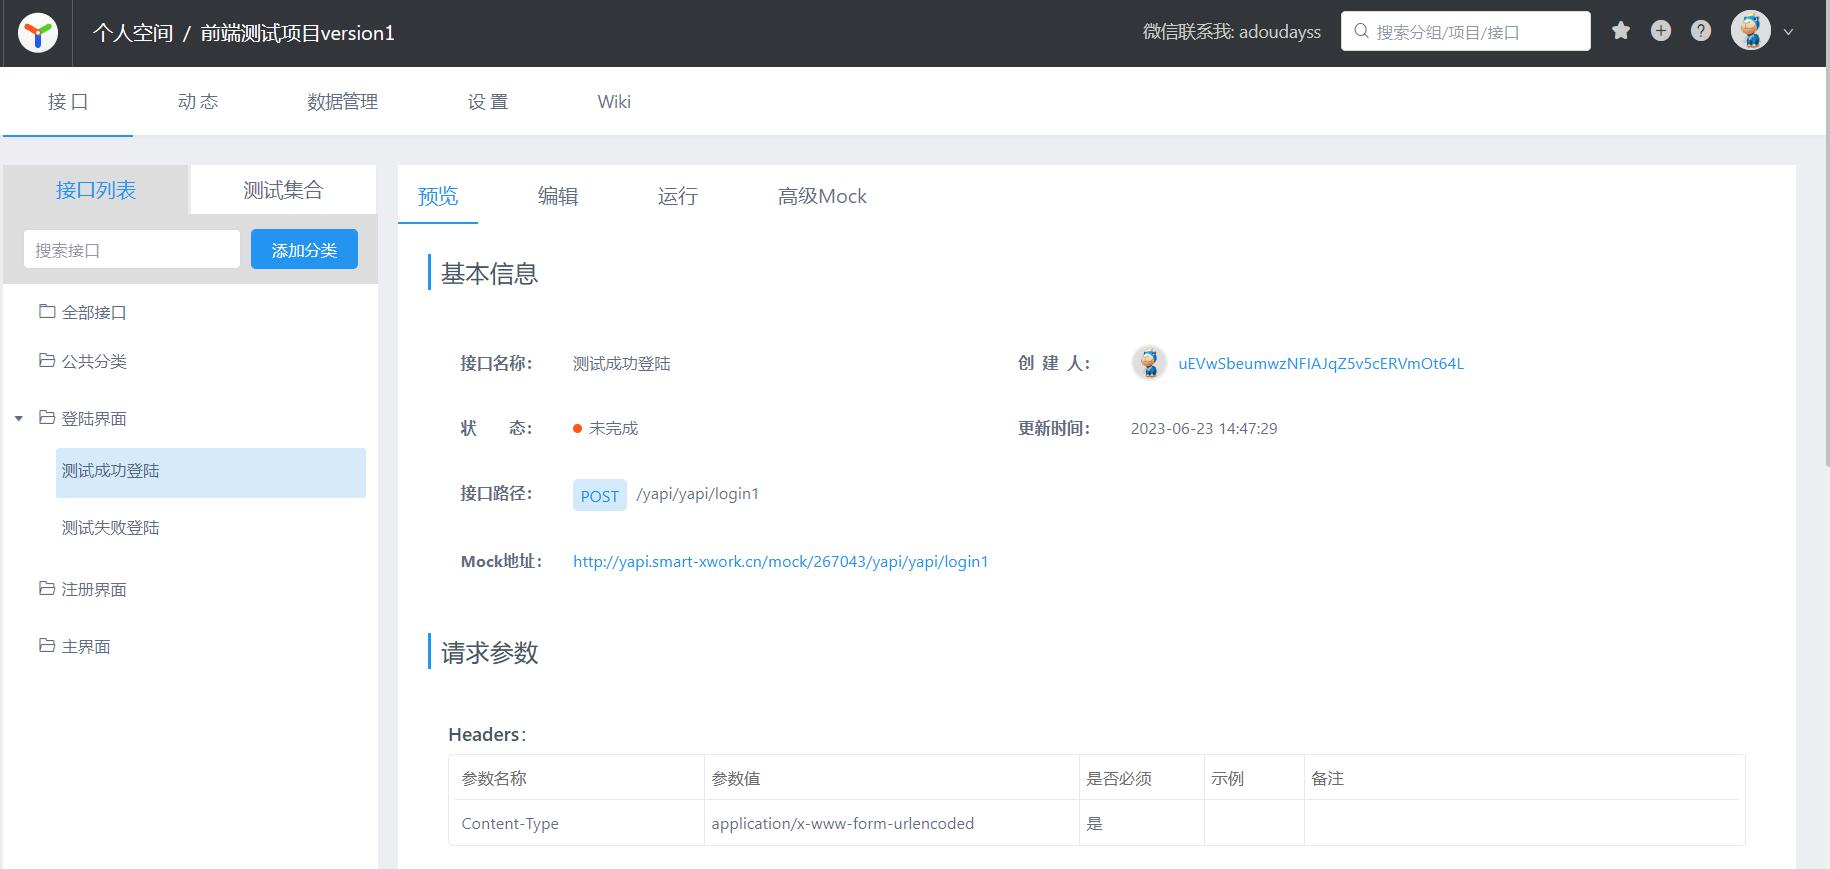 个人空间 / 前端测试项目version1
微信联系我: adoudayss
搜索分组/项目/接口
接 口
动 态
数据管理
设 置
Wiki
接口列表
测试集合
搜索接口
添加分类
全部接口
公共分类
登陆界面
测试成功登陆
测试失败登陆
注册界面
主界面
预览
编辑
运行
高级Mock
基本信息
接口名称：
测试成功登陆
创 建 人：
uEVwSbeumwzNFIAJqZ5v5cERVmOt64L
状 态：
未完成
更新时间：
2023-06-23 14:47:29
接口路径：
POST /yapi/yapi/login1
Mock地址：
http://yapi.smart-xwork.cn/mock/267043/yapi/yapi/login1
请求参数
Headers：
参数名称 参数值 是否必须 示例 备注
Content-Type application/x-www-form-urlencoded 是